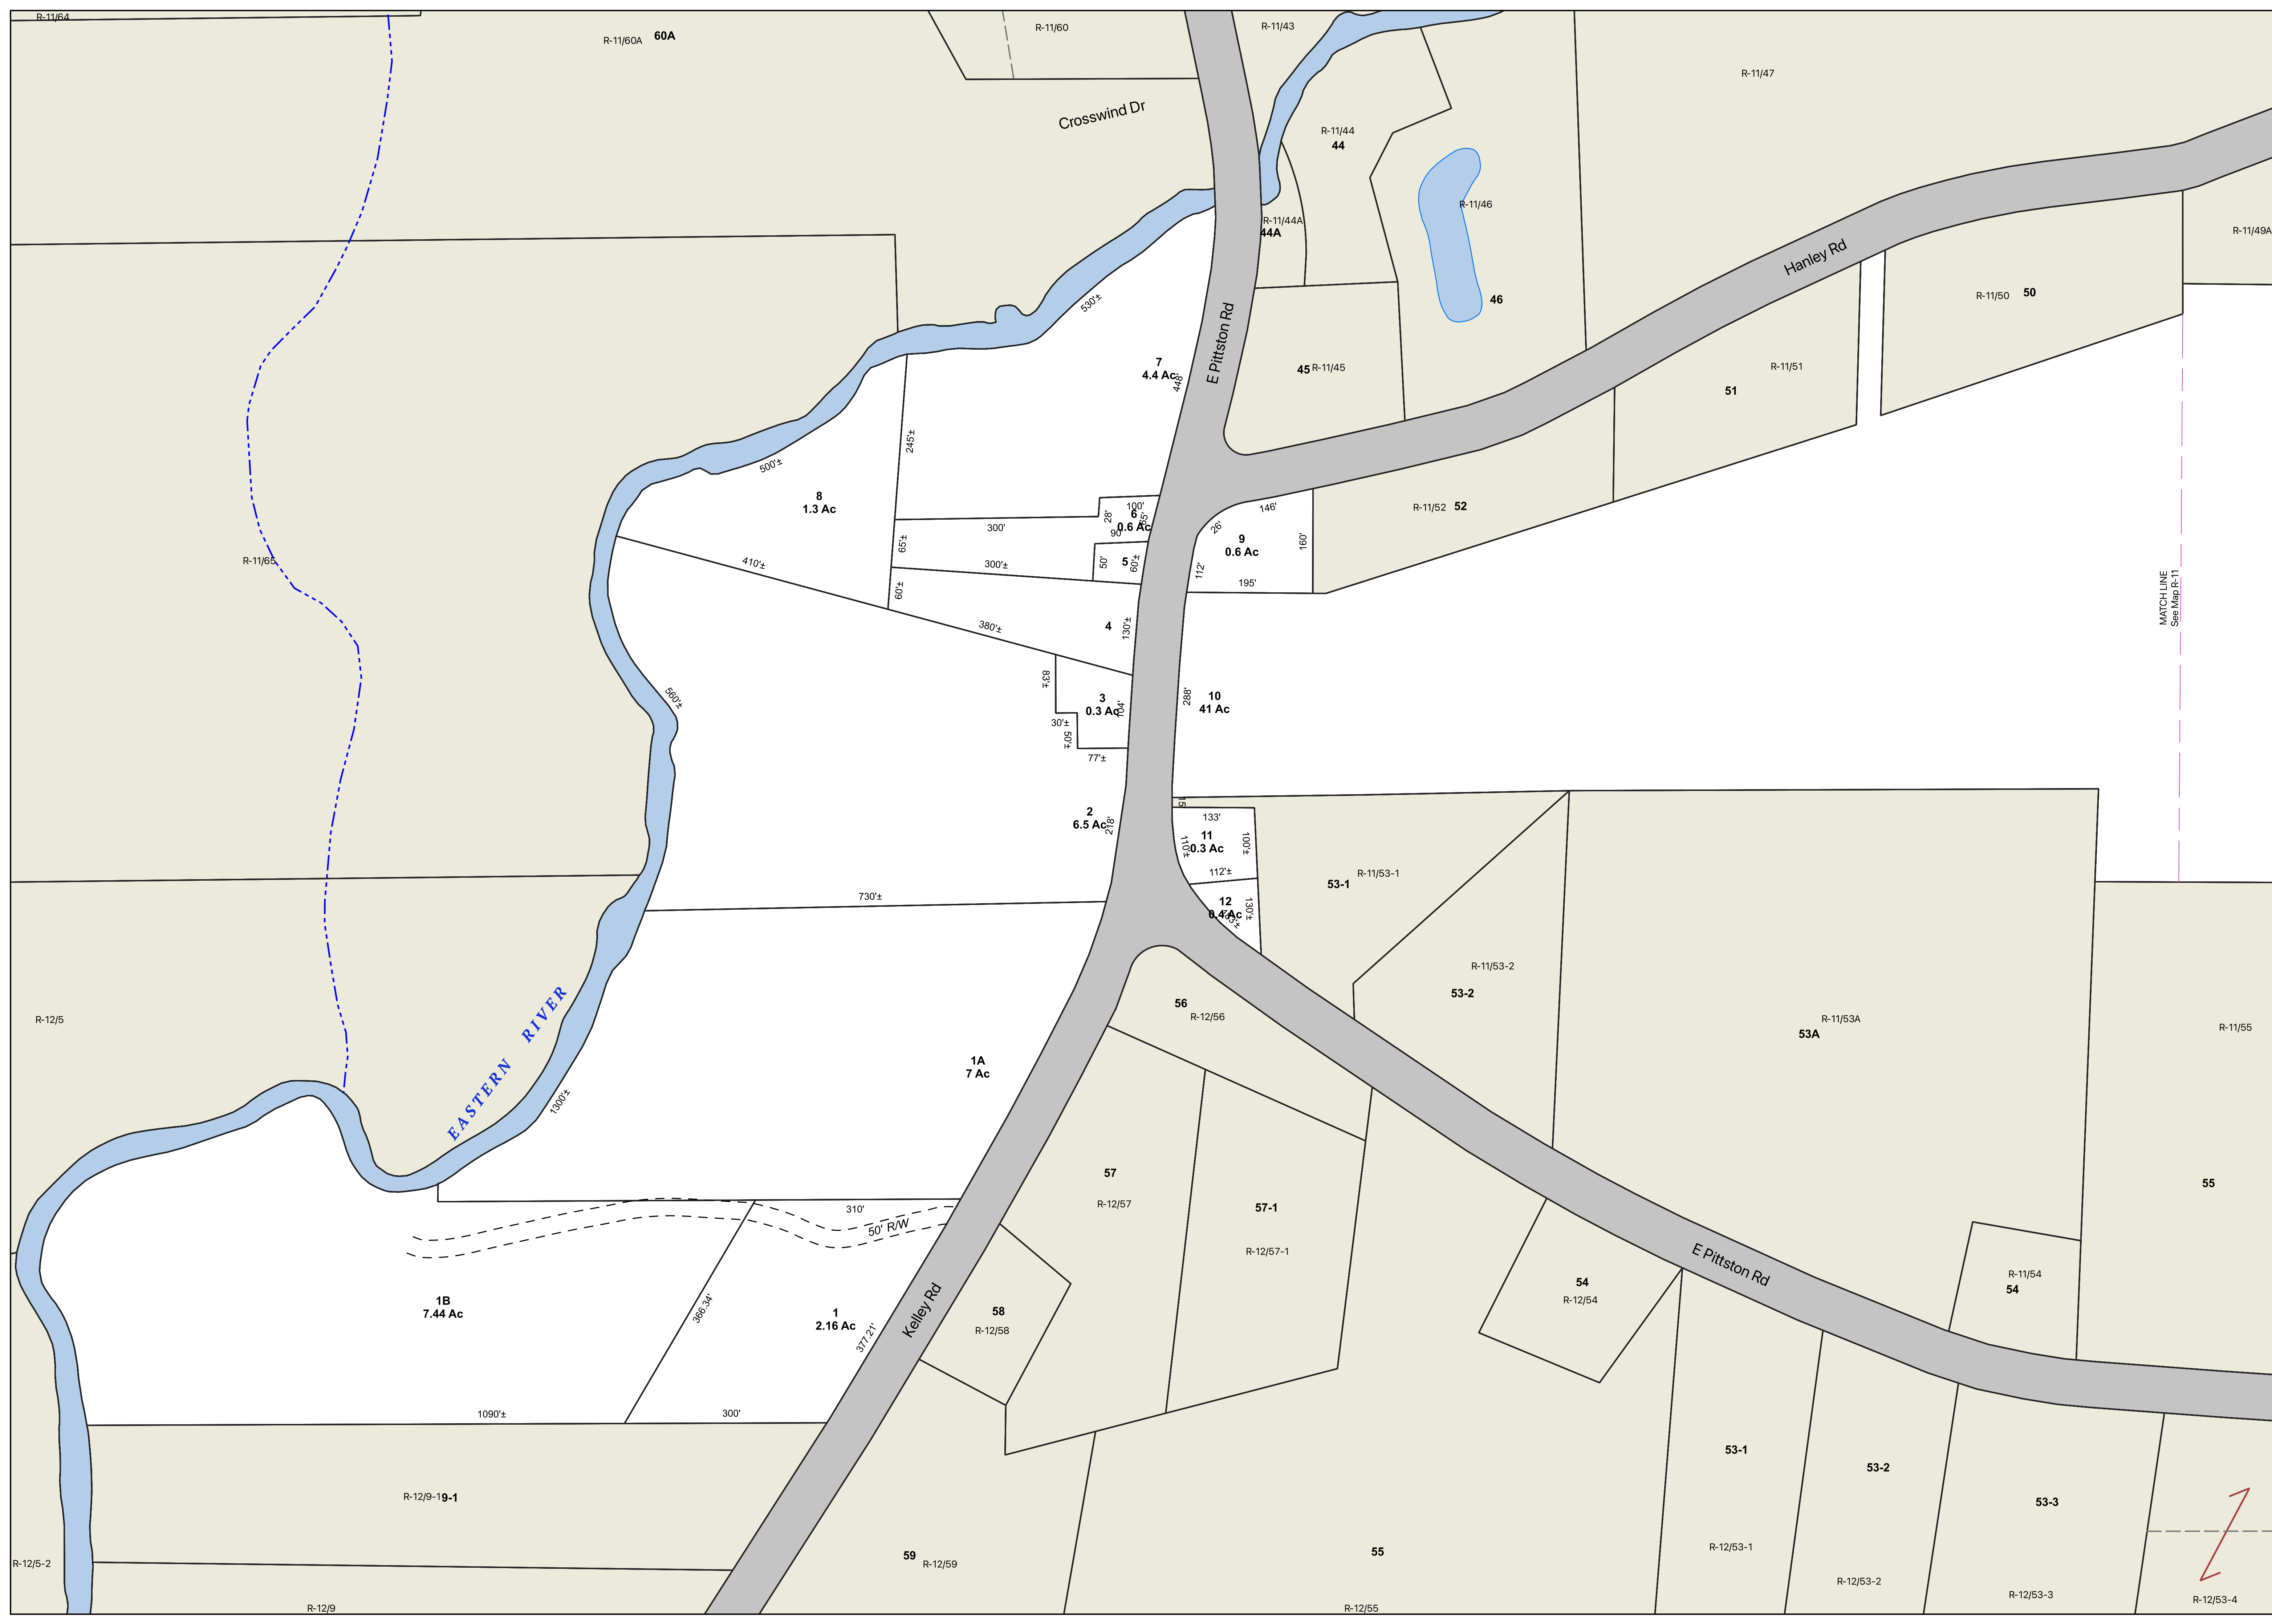 R-11/64
R-11/60A 60A
R-11/60
R-11/43
R-11/47
Crosswind Dr
R-11/44
44
R-11/46
R-11/44A
44A
R-11/49A
Hanley Rd
46
R-11/50 50
530'±
E Pittston Rd
7
4.4 Ac
448'
45 R-11/45
R-11/51
51
245'±
500'±
8
1.3 Ac
100'
28'
6
0.6 Ac
65'
90'
300'
65'±
146'
26'
9
0.6 Ac
160'
R-11/52 52
R-11/65
410'±
300'±
50'
5
60'±
112'
195'
60'±
MATCH LINE
See Map R-11
380'±
4
130'±
560'±
83'±
3
0.3 Ac
104'
288'
10
41 Ac
30'±
50'±
77'±
2
6.5 Ac
218'
15'
133'
11
0.3 Ac
110'±
100'±
112'±
53-1
R-11/53-1
730'±
12
0.4 Ac
130'±
R-11/53-2
53-2
56
R-12/56
R-12/5
R-11/53A
53A
R-11/55
EASTERN RIVER
1A
7 Ac
1300'±
57
R-12/57
57-1
R-12/57-1
55
310'
50' R/W
E Pittston Rd
54
R-12/54
R-11/54
54
1B
7.44 Ac
366.34'
1
2.16 Ac
377.21'
Kelley Rd
58
R-12/58
1090'±
300'
53-1
53-2
R-12/9-1 9-1
53-3
R-12/5-2
59
R-12/59
55
R-12/53-1
R-12/53-2
R-12/53-3
R-12/53-4
R-12/9
R-12/55